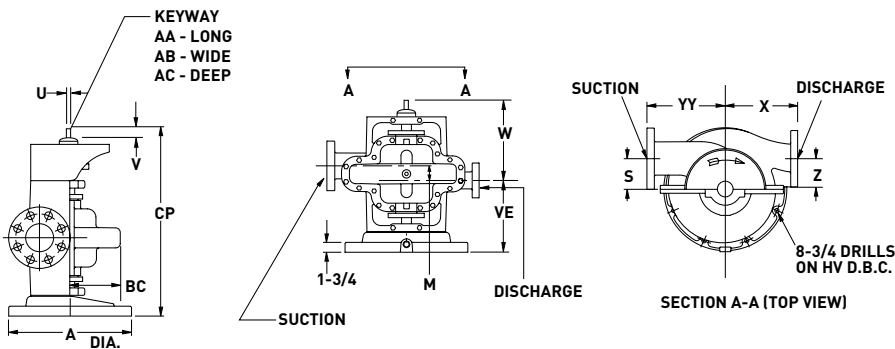 KEYWAY
AA - LONG
AB - WIDE
AC - DEEP
U
V
CP
BC
A
DIA.
A
A
W
VE
1-3/4
M
DISCHARGE
SUCTION
SUCTION
YY
X
DISCHARGE
S
Z
8-3/4 DRILLS
ON HV D.B.C.
SECTION A-A (TOP VIEW)